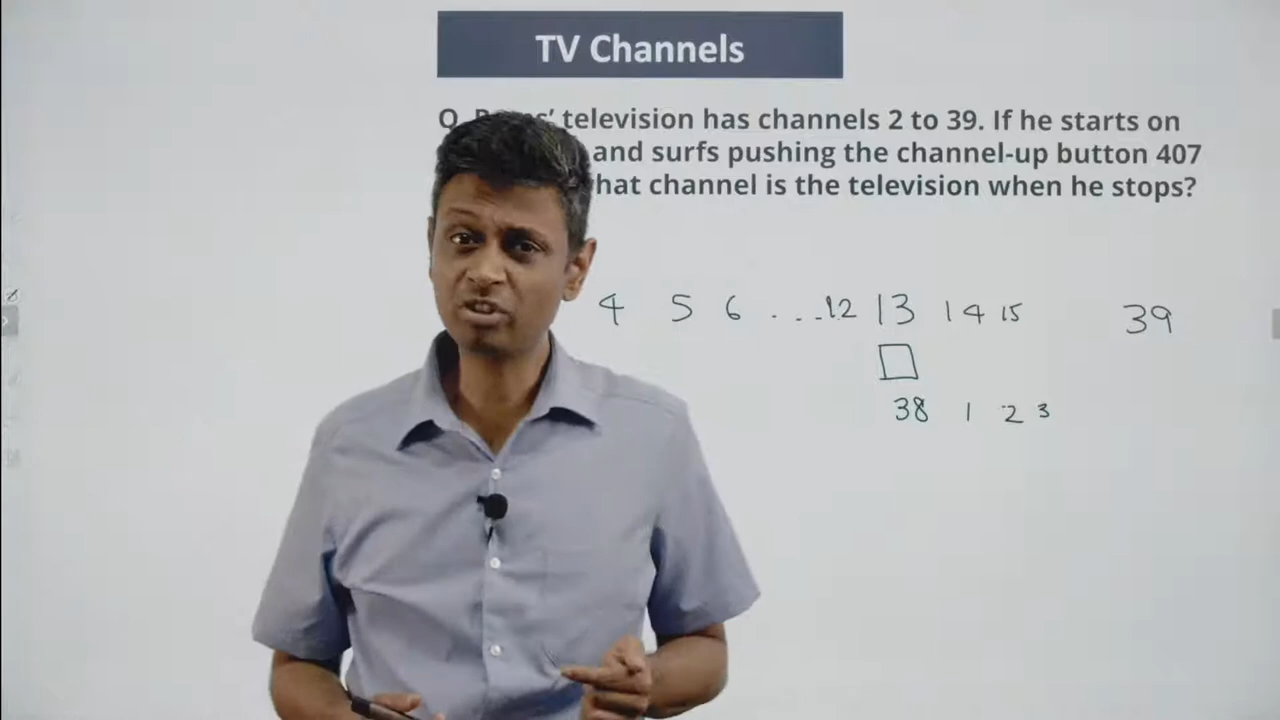 TV Channels
Q. television has channels 2 to 39. If he starts on
and surfs pushing the channel-up button 407
channel is the television when he stops?
4 5 6 ....12 13 14 15 39
38 1 2 3